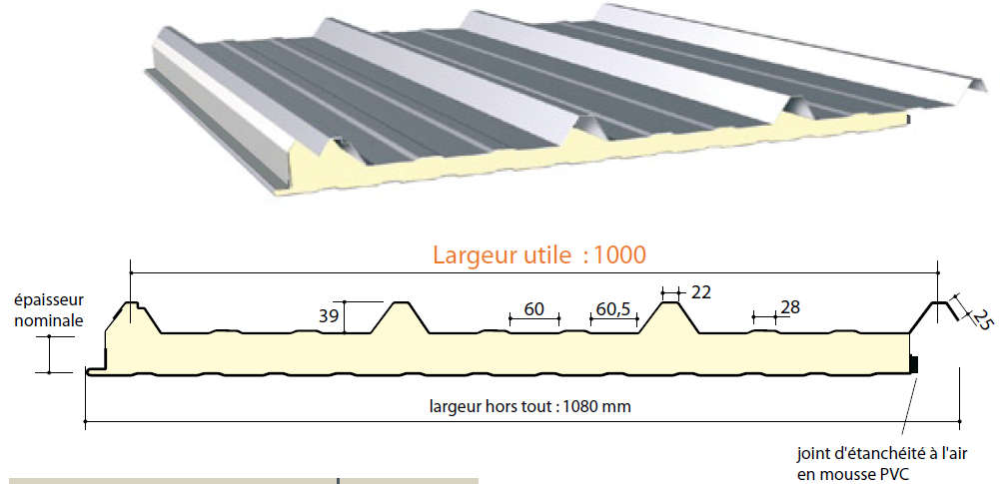 Largeur utile : 1000
épaisseur
nominale
39
60
60,5
22
28
25
largeur hors tout : 1080 mm
joint d'étanchéité à l'air
en mousse PVC